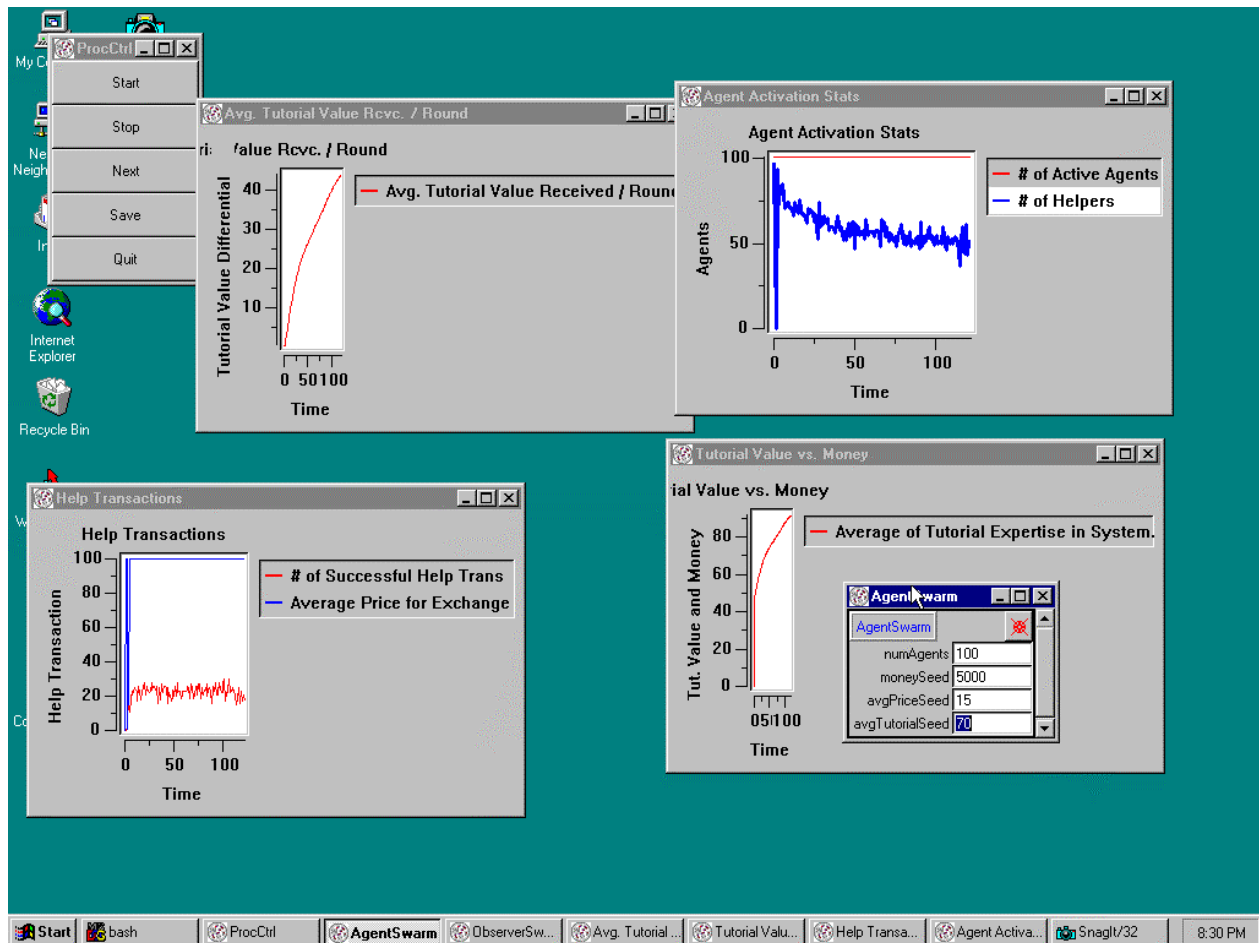 My C
ProcCtrl
Start
Stop
Next
Save
Quit
Ne
Neigh
In
Internet
Explorer
Recycle Bin
W
Co
Avg. Tutorial Value Rcvc. / Round
ri: alue Rcvc. / Round
Avg. Tutorial Value Received / Round
Tutorial Value Differential
40
30
20
10
0 50100
Time
Agent Activation Stats
Agent Activation Stats
# of Active Agents
# of Helpers
Agents
100
50
0
0 50 100
Time
Help Transactions
Help Transactions
# of Successful Help Trans
Average Price for Exchange
Help Transaction
100
80
60
40
20
0
0 50 100
Time
Tutorial Value vs. Money
ial Value vs. Money
Average of Tutorial Expertise in System.
Tut. Value and Money
80
60
40
20
0
Time
AgentSwarm
AgentSwarm
numAgents 100
moneySeed 5000
avgPriceSeed 15
avgTutorialSeed 70
Start bash ProcCtrl AgentSwarm ObserverSw... Avg. Tutorial ... Tutorial Valu... Help Transa... Agent Activa... SnagIt/32 8:30 PM